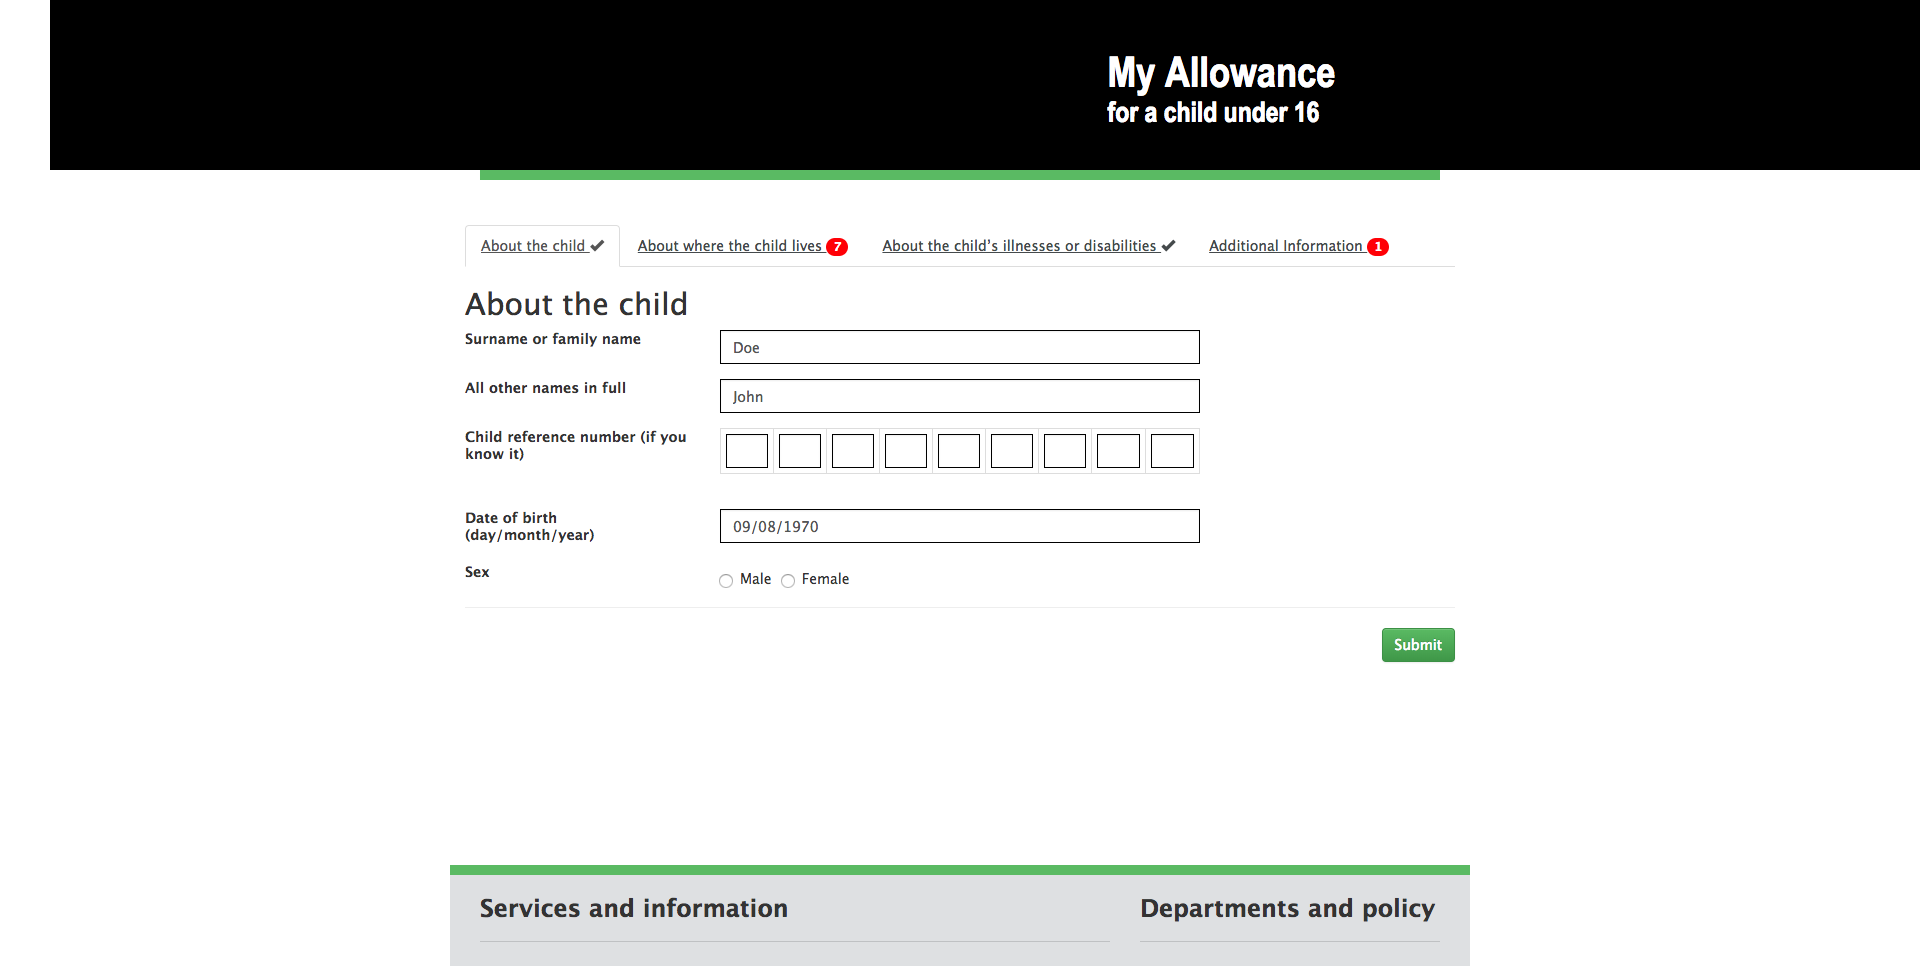 My Allowance
for a child under 16
About the child ✔
About where the child lives 7
About the child's illnesses or disabilities ✔
Additional Information 1
About the child
Surname or family name
Doe
All other names in full
John
Child reference number (if you
know it)
Date of birth
(day/month/year)
09/08/1970
Sex
Male
Female
Submit
Services and information
Departments and policy